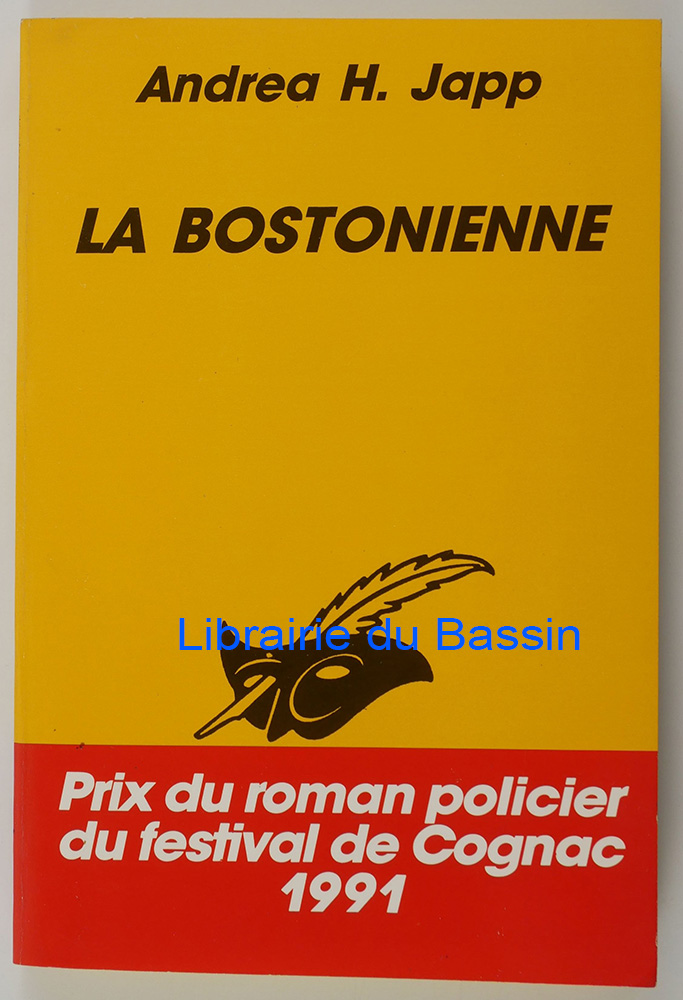 Andrea H. Japp
LA BOSTONIENNE
Librairie du Bassin
Prix du roman policier
du festival de Cognac
1991